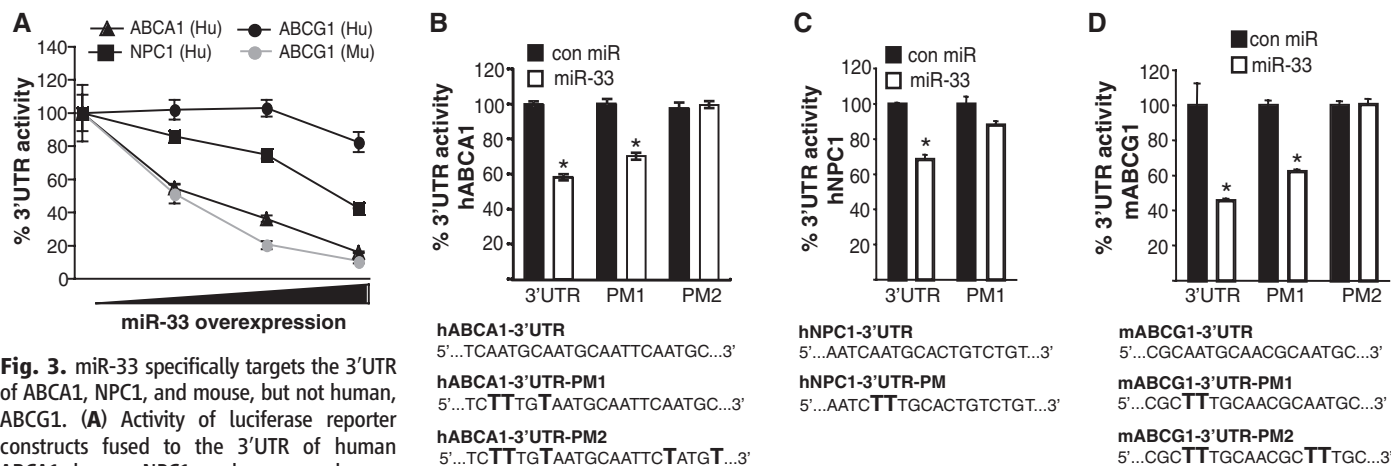 A
ABCA1 (Hu) ABCG1 (Hu)
NPC1 (Hu) ABCG1 (Mu)
% 3'UTR activity
140
120
100
80
60
40
20
0
miR-33 overexpression
B
con miR
miR-33
% 3'UTR activity
hABCA1
120
100
80
60
40
20
* *
3'UTR PM1 PM2
hABCA1-3'UTR
5'...TCAATGCAATGCAATTCAATGC...3'
hABCA1-3'UTR-PM1
5'...TCTTTGTAATGCAATTCAATGC...3'
hABCA1-3'UTR-PM2
5'...TCTTTGTAATGCAATTCTATGT...3'
C
con miR
miR-33
% 3'UTR activity
hNPC1
120
100
80
60
40
20
*
3'UTR PM1
hNPC1-3'UTR
5'...AATCAATGCACTGTCTGT...3'
hNPC1-3'UTR-PM
5'...AATCTTTGCACTGTCTGT...3'
D
con miR
miR-33
% 3'UTR activity
mABCG1
120
100
80
60
40
20
* *
3'UTR PM1 PM2
mABCG1-3'UTR
5'...CGCAATGCAACGCAATGC...3'
mABCG1-3'UTR-PM1
5'...CGCTTTGCAACGCAATGC...3'
mABCG1-3'UTR-PM2
5'...CGCTTTGCAACGCTTTGC...3'
Fig. 3. miR-33 specifically targets the 3'UTR
of ABCA1, NPC1, and mouse, but not human,
ABCG1. (A) Activity of luciferase reporter
constructs fused to the 3'UTR of human